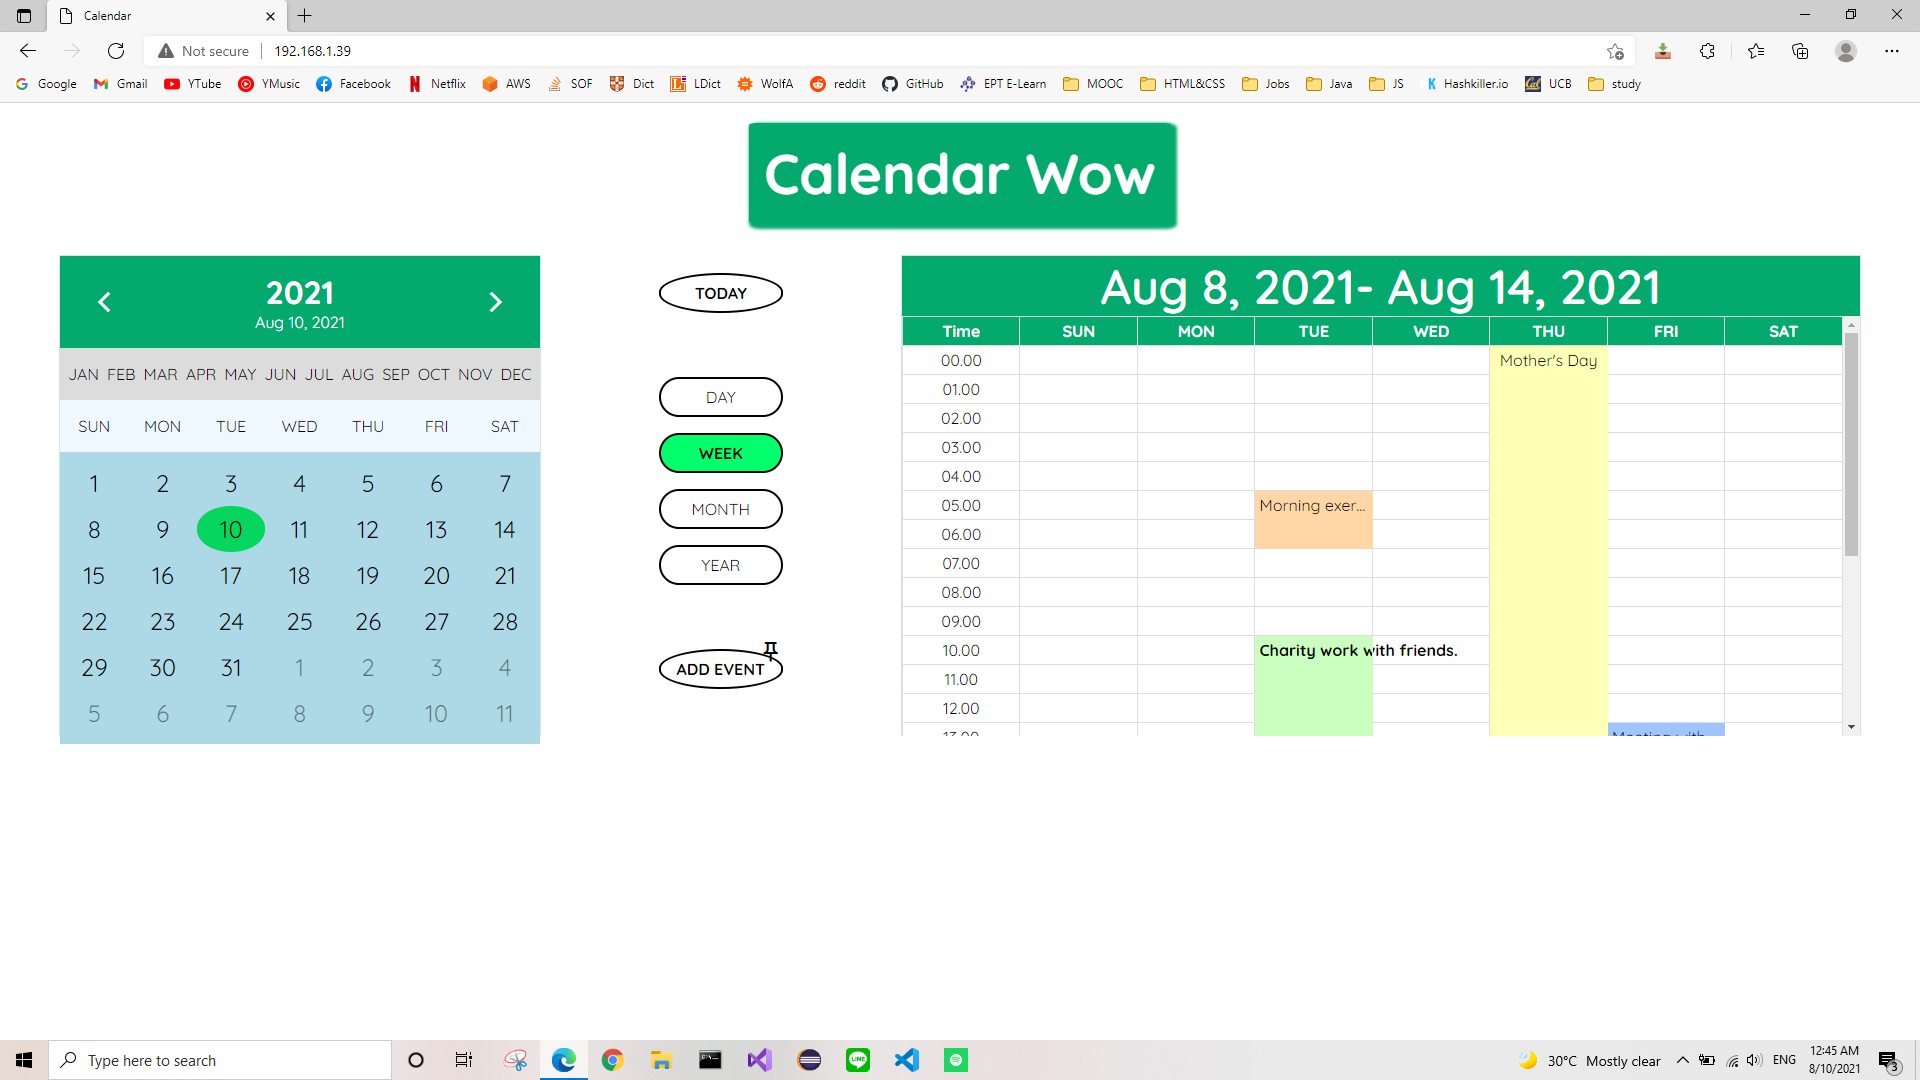 Calendar
Not secure 192.168.1.39
Google Gmail YTube YMusic Facebook Netflix AWS SOF Dict LDict WolfA reddit GitHub EPT E-Learn MOOC HTML&CSS Jobs Java JS Hashkiller.io UCB study
Calendar Wow
2021
Aug 10, 2021
JAN FEB MAR APR MAY JUN JUL AUG SEP OCT NOV DEC
SUN MON TUE WED THU FRI SAT
1 2 3 4 5 6 7
8 9 10 11 12 13 14
15 16 17 18 19 20 21
22 23 24 25 26 27 28
29 30 31 1 2 3 4
5 6 7 8 9 10 11
TODAY
DAY
WEEK
MONTH
YEAR
ADD EVENT
Aug 8, 2021- Aug 14, 2021
Time SUN MON TUE WED THU FRI SAT
00.00 Mother's Day
01.00
02.00
03.00
04.00
05.00 Morning exer...
06.00
07.00
08.00
09.00
10.00 Charity work with friends.
11.00
12.00
13.00 Meeting with
Type here to search
30°C Mostly clear ENG 12:45 AM
8/10/2021
3